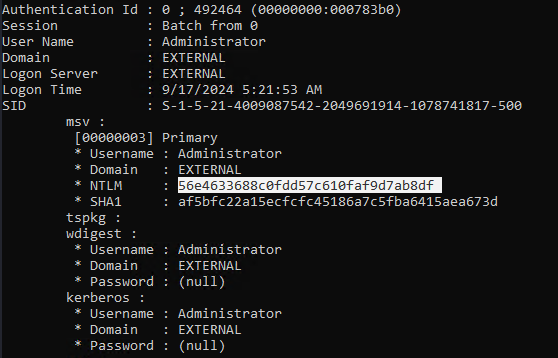 Authentication Id : 0 ; 492464 (00000000:000783b0)
Session           : Batch from 0
User Name         : Administrator
Domain            : EXTERNAL
Logon Server      : EXTERNAL
Logon Time        : 9/17/2024 5:21:53 AM
SID               : S-1-5-21-4009087542-2049691914-1078741817-500
        msv :
         [00000003] Primary
         * Username : Administrator
         * Domain   : EXTERNAL
         * NTLM     : 56e4633688c0fdd57c610faf9d7ab8df
         * SHA1     : af5bfc22a15ecfcfc45186a7c5fba6415aea673d
        tspkg :
        wdigest :
         * Username : Administrator
         * Domain   : EXTERNAL
         * Password : (null)
        kerberos :
         * Username : Administrator
         * Domain   : EXTERNAL
         * Password : (null)